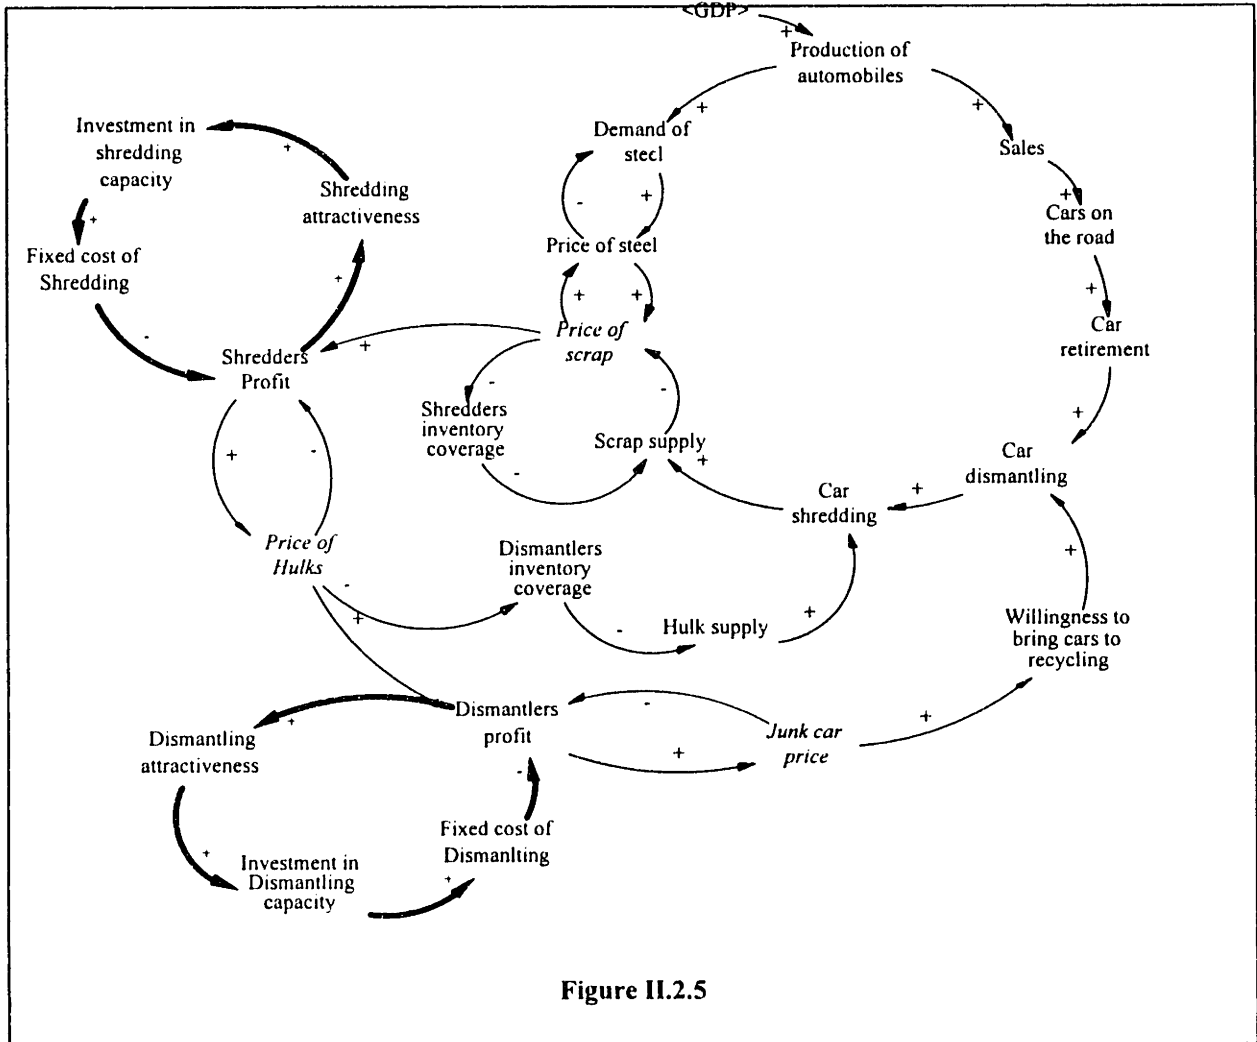 <GDP>
+
Production of
automobiles
+
+
Demand of
steel
Sales
Investment in
shredding
capacity
+
Shredding
attractiveness
-
+
+
Cars on
the road
+
Fixed cost of
Shredding
Price of steel
+
+
+
+
Price of
scrap
Car
retirement
-
+
Shredders
Profit
-
-
+
Shredders
inventory
coverage
Scrap supply
+
-
+
-
Car
dismantling
+
Car
shredding
Price of
Hulks
Dismantlers
inventory
coverage
+
-
+
-
+
Hulk supply
Willingness to
bring cars to
recycling
-
Dismantlers
profit
+
+
Junk car
price
+
Dismantling
attractiveness
-
Fixed cost of
Dismanlting
+
Investment in
Dismantling
capacity
+
Figure II.2.5